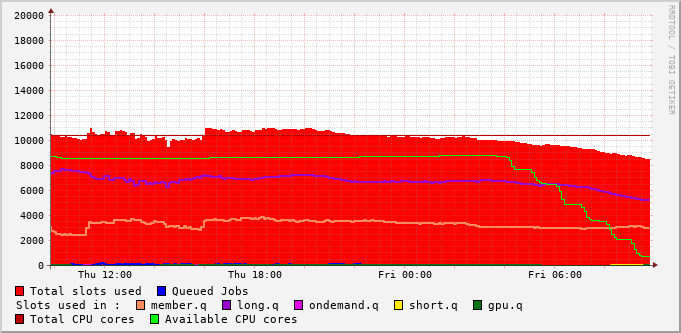 RRDTOOL / TOBI OETIKER
20000
18000
16000
14000
12000
10000
8000
6000
4000
2000
0
Thu 12:00 Thu 18:00 Fri 00:00 Fri 06:00
Total slots used Queued Jobs
Slots used in : member.q long.q ondemand.q short.q gpu.q
Total CPU cores Available CPU cores